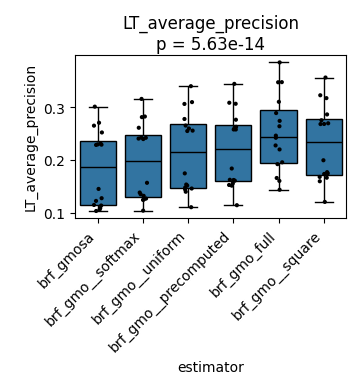 LT_average_precision
p = 5.63e-14
LT_average_precision
0.3
0.2
0.1
brf_gmosa
brf_gmo__softmax
brf_gmo__uniform
brf_gmo__precomputed
brf_gmo_full
brf_gmo__square
estimator